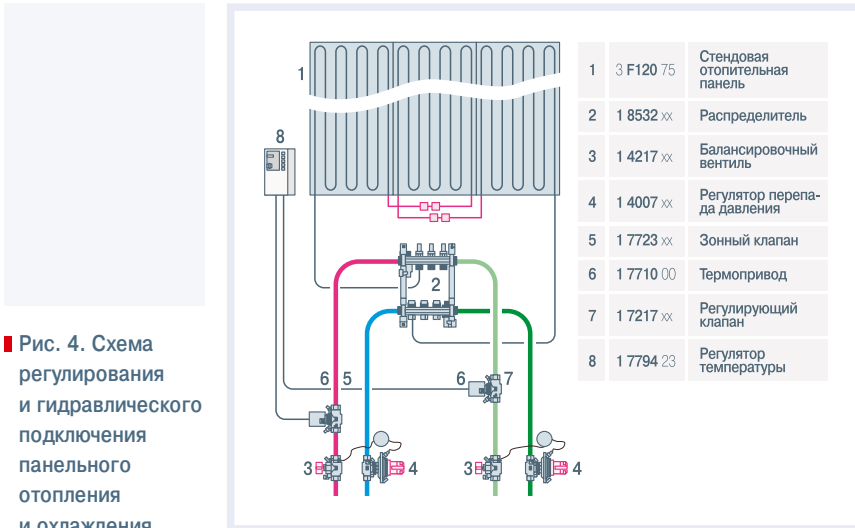 1
8
2
6
5
6
7
3
4
3
4
1 3 F120 75 Стендовая
отопительная
панель
2 1 8532 xx Распределитель
3 1 4217 xx Балансировочный
вентиль
4 1 4007 xx Регулятор перепа-
да давления
5 1 7723 xx Зонный клапан
6 1 7710 00 Термопривод
7 1 7217 xx Регулирующий
клапан
8 1 7794 23 Регулятор
температуры
Рис. 4. Схема
регулирования
и гидравлического
подключения
панельного
отопления
и охлаждения